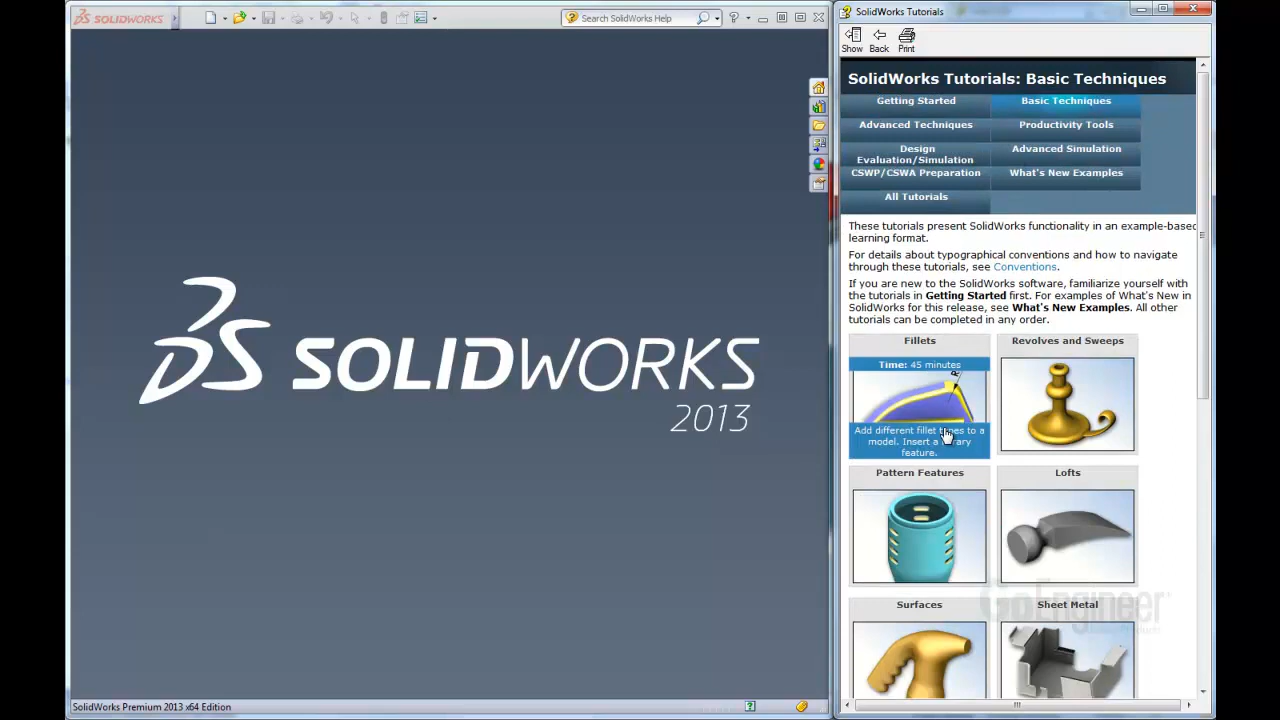 SOLIDWORKS
Search SolidWorks Help
SolidWorks Tutorials
Show
Back
Print
SolidWorks Tutorials: Basic Techniques
Getting Started
Basic Techniques
Advanced Techniques
Productivity Tools
Design
Evaluation/Simulation
Advanced Simulation
CSWP/CSWA Preparation
What's New Examples
All Tutorials
These tutorials present SolidWorks functionality in an example-based
learning format.
For details about typographical conventions and how to navigate
through these tutorials, see Conventions.
If you are new to the SolidWorks software, familiarize yourself with
the tutorials in Getting Started first. For examples of What's New in
SolidWorks for this release, see What's New Examples. All other
tutorials can be completed in any order.
Fillets
Revolves and Sweeps
Time: 45 minutes
R
Add different fillet types to a
model. Insert a library
feature.
Pattern Features
Lofts
Surfaces
Sheet Metal
GoEngineer
SOLIDWORKS
2013
SolidWorks Premium 2013 x64 Edition